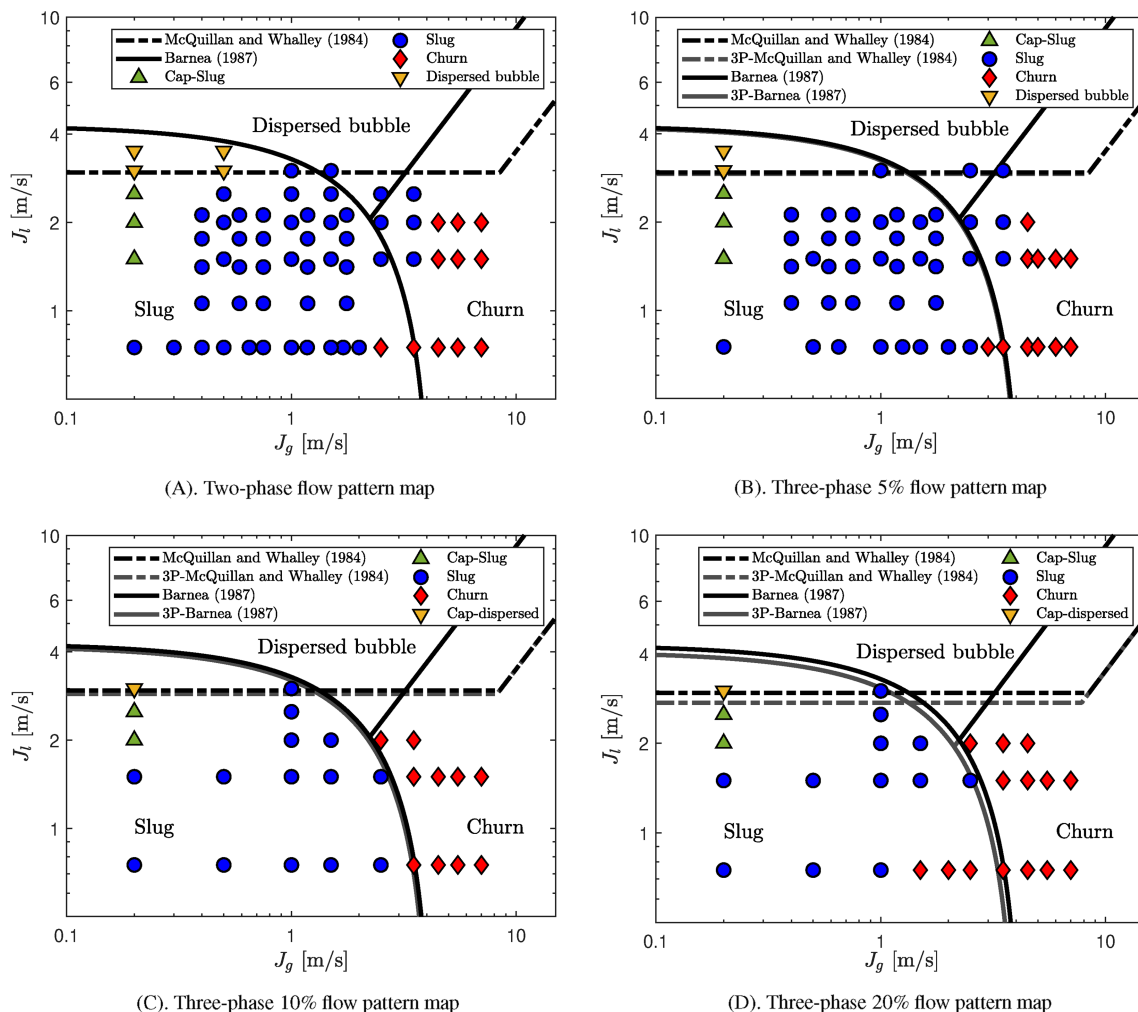 McQuillan and Whalley (1984)
Barnea (1987)
Cap-Slug
Slug
Churn
Dispersed bubble
Dispersed bubble
Slug
Churn
10
4
2
1
0.1
1
10
J_l [m/s]
J_g [m/s]
(A). Two-phase flow pattern map
McQuillan and Whalley (1984)
3P-McQuillan and Whalley (1984)
Barnea (1987)
3P-Barnea (1987)
Cap-Slug
Slug
Churn
Dispersed bubble
Dispersed bubble
Slug
Churn
10
4
2
1
0.1
1
10
J_l [m/s]
J_g [m/s]
(B). Three-phase 5% flow pattern map
McQuillan and Whalley (1984)
3P-McQuillan and Whalley (1984)
Barnea (1987)
3P-Barnea (1987)
Cap-Slug
Slug
Churn
Cap-dispersed
Dispersed bubble
Slug
Churn
10
4
2
1
0.1
1
10
J_l [m/s]
J_g [m/s]
(C). Three-phase 10% flow pattern map
McQuillan and Whalley (1984)
3P-McQuillan and Whalley (1984)
Barnea (1987)
3P-Barnea (1987)
Cap-Slug
Slug
Churn
Cap-dispersed
Dispersed bubble
Slug
Churn
10
4
2
1
0.1
1
10
J_l [m/s]
J_g [m/s]
(D). Three-phase 20% flow pattern map